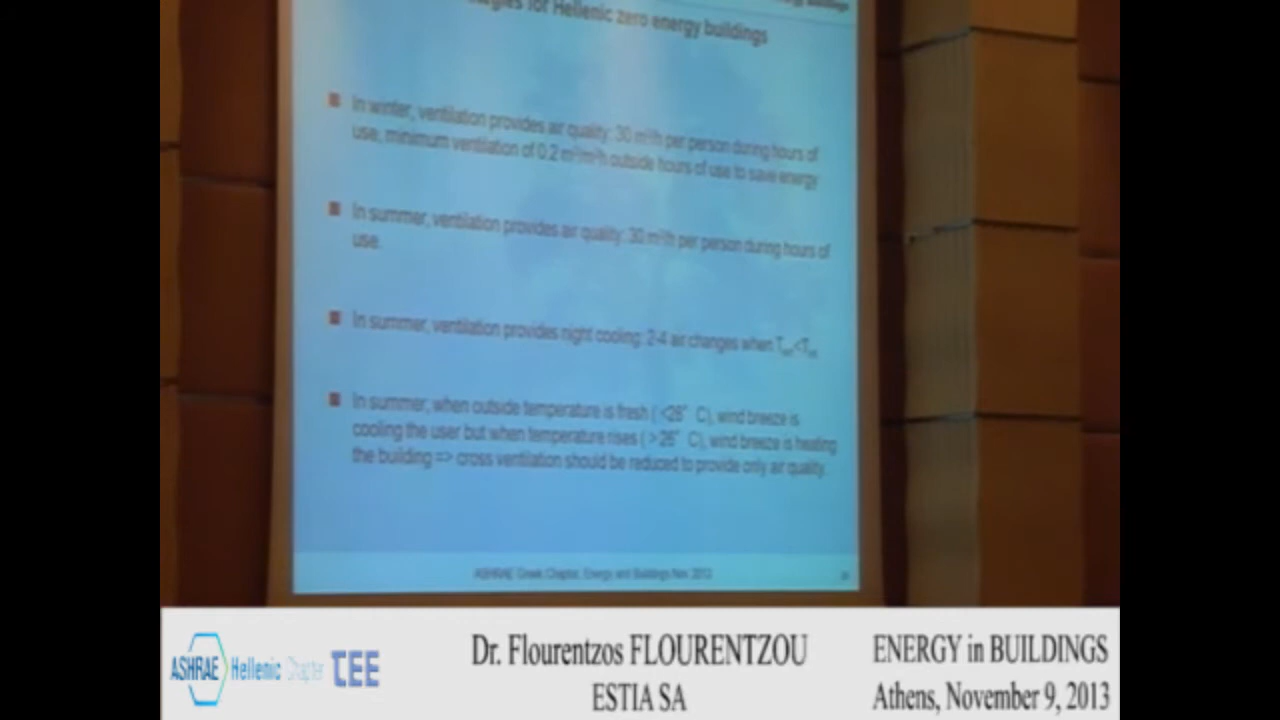 for Hellenic zero energy buildings
In winter, ventilation provides air quality: 30 m³/h per person during hours of
use, minimum ventilation of 0.2 m³/m²h outside hours of use to save energy
In summer, ventilation provides air quality: 30 m³/h per person during hours of
use.
In summer, ventilation provides night cooling: 2-4 air changes when
In summer, when outside temperature is fresh ( <26° C), wind breeze is
cooling the user but when temperature rises ( >26° C), wind breeze is heating
the building => cross ventilation should be reduced to provide only air quality.
ASHRAE Greek Chapter, Energy and Buildings Nov.
ASHRAE Hellenic Chapter TEE
Dr. Flourentzos FLOURENTZOU
ESTIA SA
ENERGY in BUILDINGS
Athens, November 9, 2013